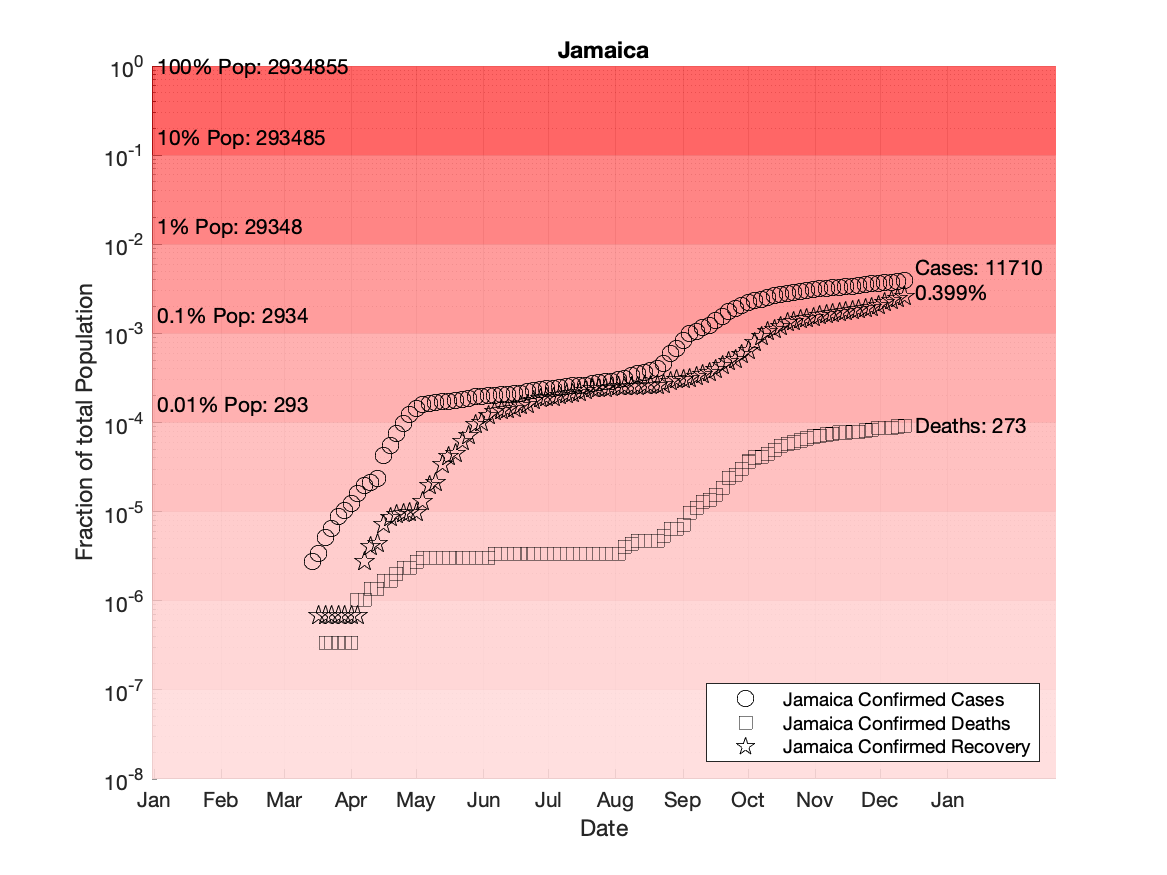 Jamaica
10^0
100% Pop: 2934855
10% Pop: 293485
10^-1
1% Pop: 29348
10^-2
Cases: 11710
0.399%
0.1% Pop: 2934
10^-3
0.01% Pop: 293
10^-4
Deaths: 273
10^-5
10^-6
10^-7
10^-8
Fraction of total Population
Jamaica Confirmed Cases
Jamaica Confirmed Deaths
Jamaica Confirmed Recovery
Jan Feb Mar Apr May Jun Jul Aug Sep Oct Nov Dec Jan
Date